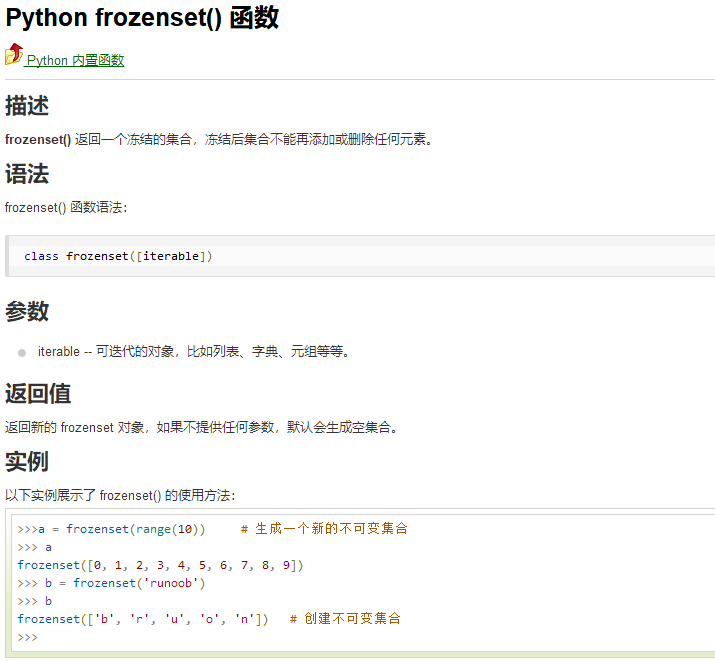 Python frozenset() 函数
Python 内置函数
描述
frozenset() 返回一个冻结的集合，冻结后集合不能再添加或删除任何元素。
语法
frozenset() 函数语法：
class frozenset([iterable])
参数
iterable -- 可迭代的对象，比如列表、字典、元组等等。
返回值
返回新的 frozenset 对象，如果不提供任何参数，默认会生成空集合。
实例
以下实例展示了 frozenset() 的使用方法：
>>>a = frozenset(range(10))     # 生成一个新的不可变集合
>>> a
frozenset([0, 1, 2, 3, 4, 5, 6, 7, 8, 9])
>>> b = frozenset('runoob')
>>> b
frozenset(['b', 'r', 'u', 'o', 'n'])   # 创建不可变集合
>>>